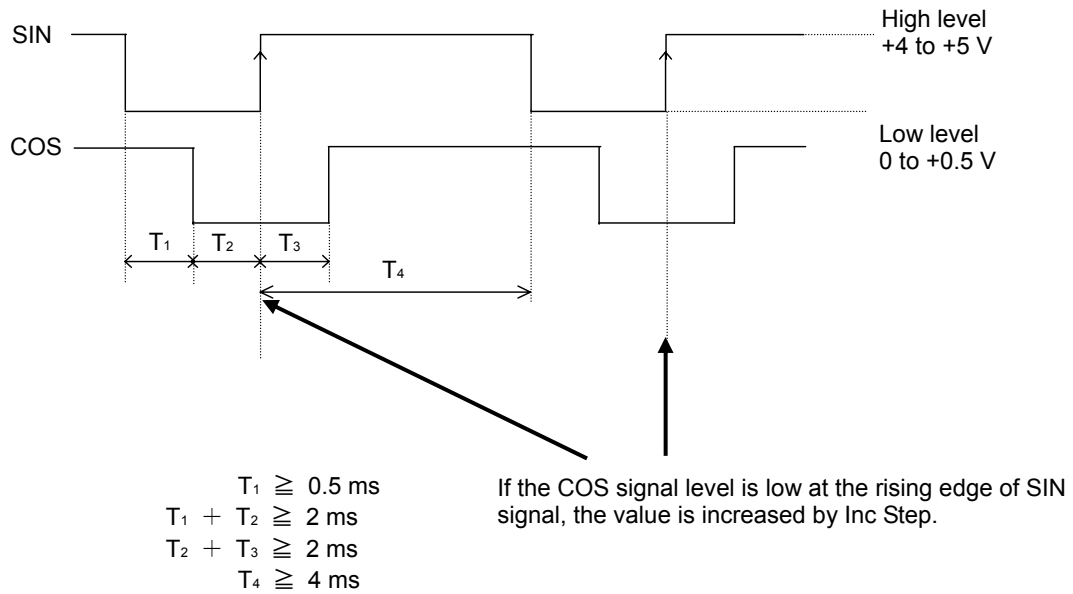 SIN
High level
+4 to +5 V
COS
Low level
0 to +0.5 V
T₁ T₂ T₃
T₄
T₁ ≧ 0.5 ms
T₁ + T₂ ≧ 2 ms
T₂ + T₃ ≧ 2 ms
T₄ ≧ 4 ms
If the COS signal level is low at the rising edge of SIN
signal, the value is increased by Inc Step.